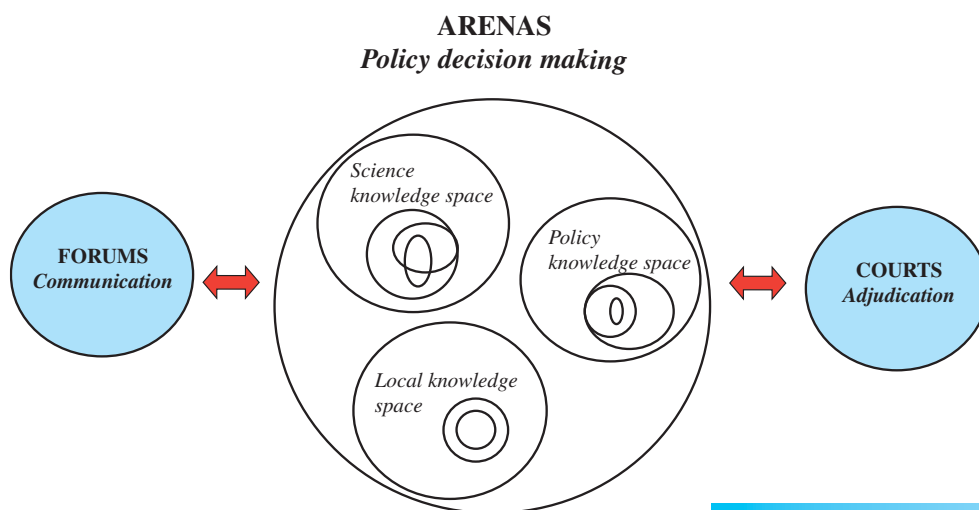 ARENAS
Policy decision making
Science
knowledge space
Policy
knowledge space
FORUMS
Communication
COURTS
Adjudication
Local knowledge
space